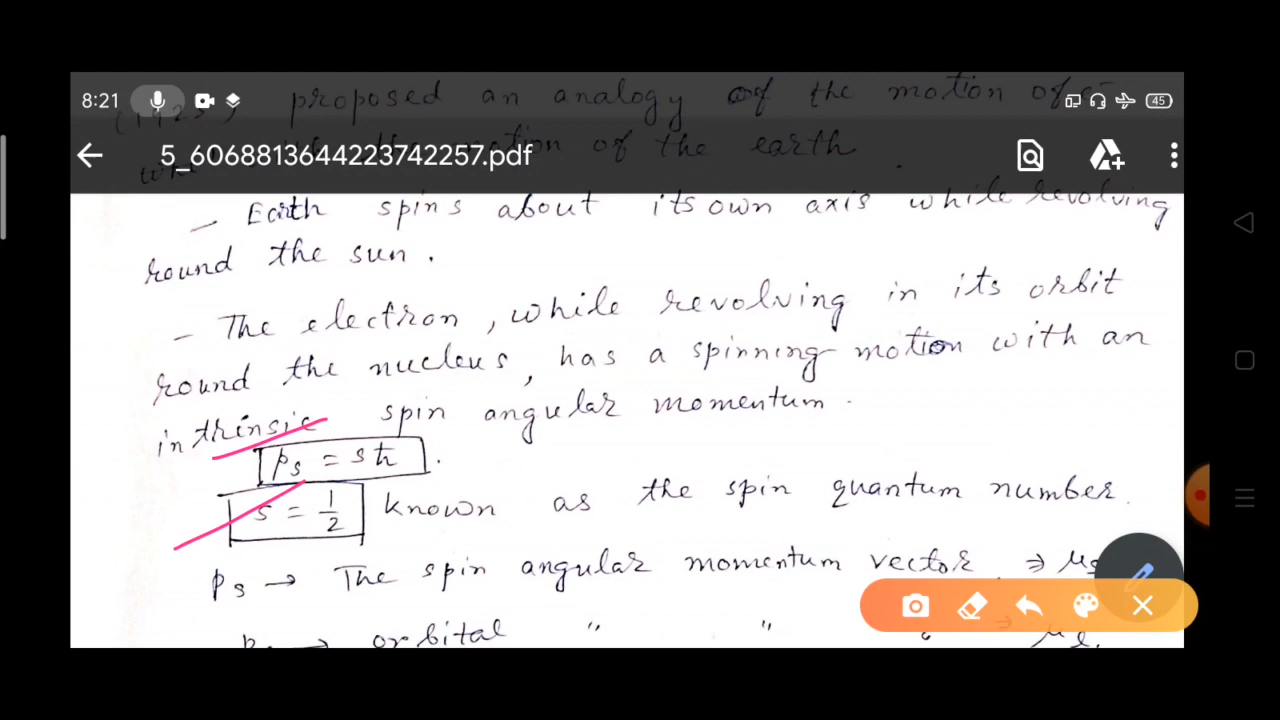 8:21
45
proposed an analogy of the motion of
5_6068813644223742257.pdf
of the earth
- Earth spins about its own axis while revolving
round the sun.
- The electron, while revolving in its orbit
round the nucleus, has a spinning motion with an
intrinsic spin angular momentum.
ps = sħ.
s = 1/2 known as the spin quantum number.
ps → The spin angular momentum vector ⇒ μs
→ orbital " " " ⇒ μl.